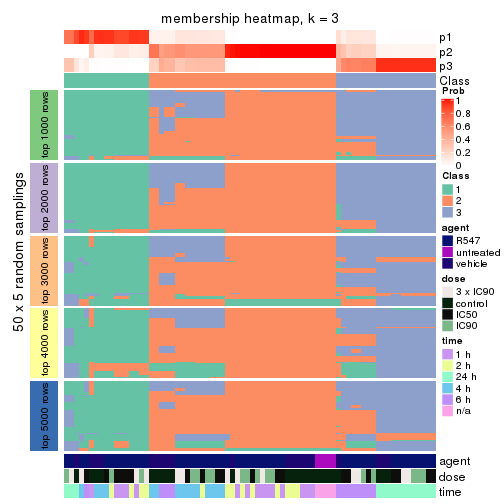 membership heatmap, k = 3
p1
p2
p3
Class
Prob
1
0.8
0.6
0.4
0.2
0
Class
1
2
3
agent
R547
untreated
vehicle
dose
3 x IC90
control
IC50
IC90
time
1 h
2 h
24 h
4 h
6 h
n/a
50 x 5 random samplings
top 1000 rows
top 2000 rows
top 3000 rows
top 4000 rows
top 5000 rows
agent
dose
time